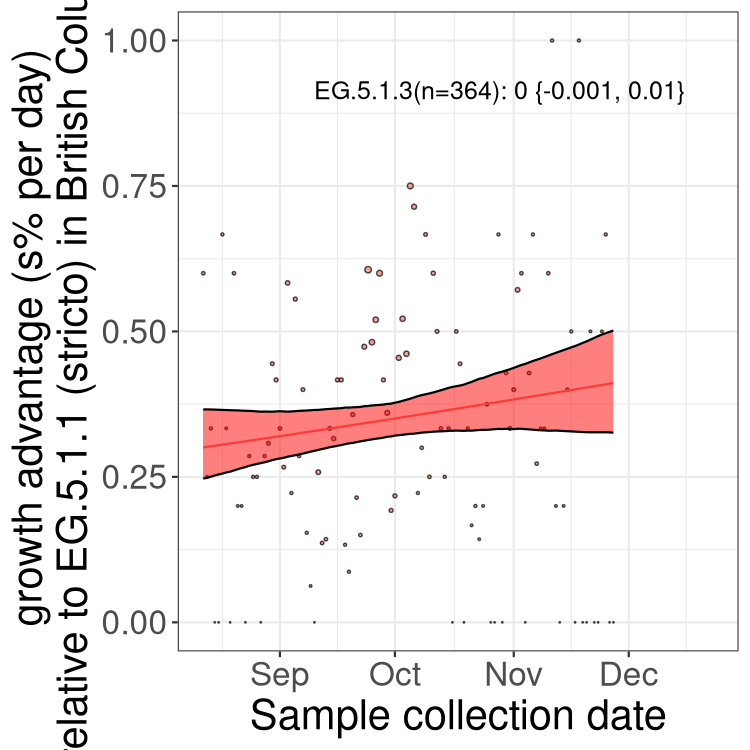 growth advantage (s% per day)
relative to EG.5.1.1 (stricto) in British Colu
1.00
0.75
0.50
0.25
0.00
EG.5.1.3(n=364): 0 {-0.001, 0.01}
Sep Oct Nov Dec
Sample collection date